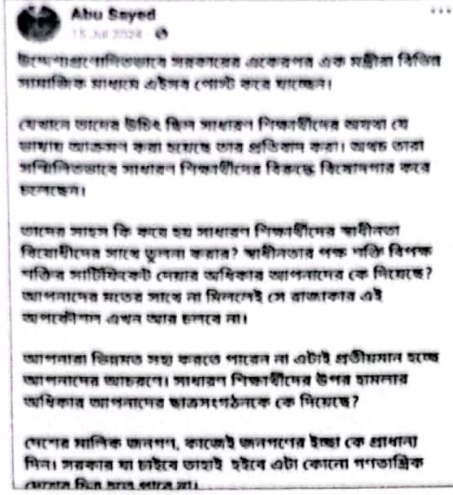 Abu Sayed
15 Jul 2024
উদ্দেশ্যপ্রণোদিতভাবে সরকারের একেরপর এক মন্ত্রীরা বিভিন্ন
সামাজিক মাধ্যমে এইসব পোস্ট করে যাচ্ছেন।
যেখানে তাদের উচিৎ ছিল সাধারণ শিক্ষার্থীদের অযথা যে
ভাষায় আক্রমণ করা হয়েছে তার প্রতিবাদ করা। অথচ তারা
সম্মিলিতভাবে সাধারণ শিক্ষার্থীদের বিরুদ্ধে বিষোদগার করে
চলেছেন।
তাদের সাহস কি করে হয় সাধারণ শিক্ষার্থীদের স্বাধীনতা
বিরোধীদের সাথে তুলনা করার? স্বাধীনতার পক্ষ শক্তি বিপক্ষ
শক্তির সার্টিফিকেট দেয়ার অধিকার আপনাদের কে দিয়েছে?
আপনাদের মতের সাথে না মিললেই সে রাজাকার এই
অপকৌশল এখন আর চলবে না।
আপনারা ভিন্নমত সহ্য করতে পারেন না এটাই প্রতীয়মান হচ্ছে
আপনাদের আচরণে। সাধারণ শিক্ষার্থীদের উপর হামলার
অধিকার আপনাদের ছাত্রসংগঠনকে কে দিয়েছে?
দেশের মালিক জনগণ, কাজেই জনগণের ইচ্ছা কে প্রাধান্য
দিন। সরকার যা চাইবে তাহাই হইবে এটা কোনো গণতান্ত্রিক
দেশের চিত্র হতে পারে না।